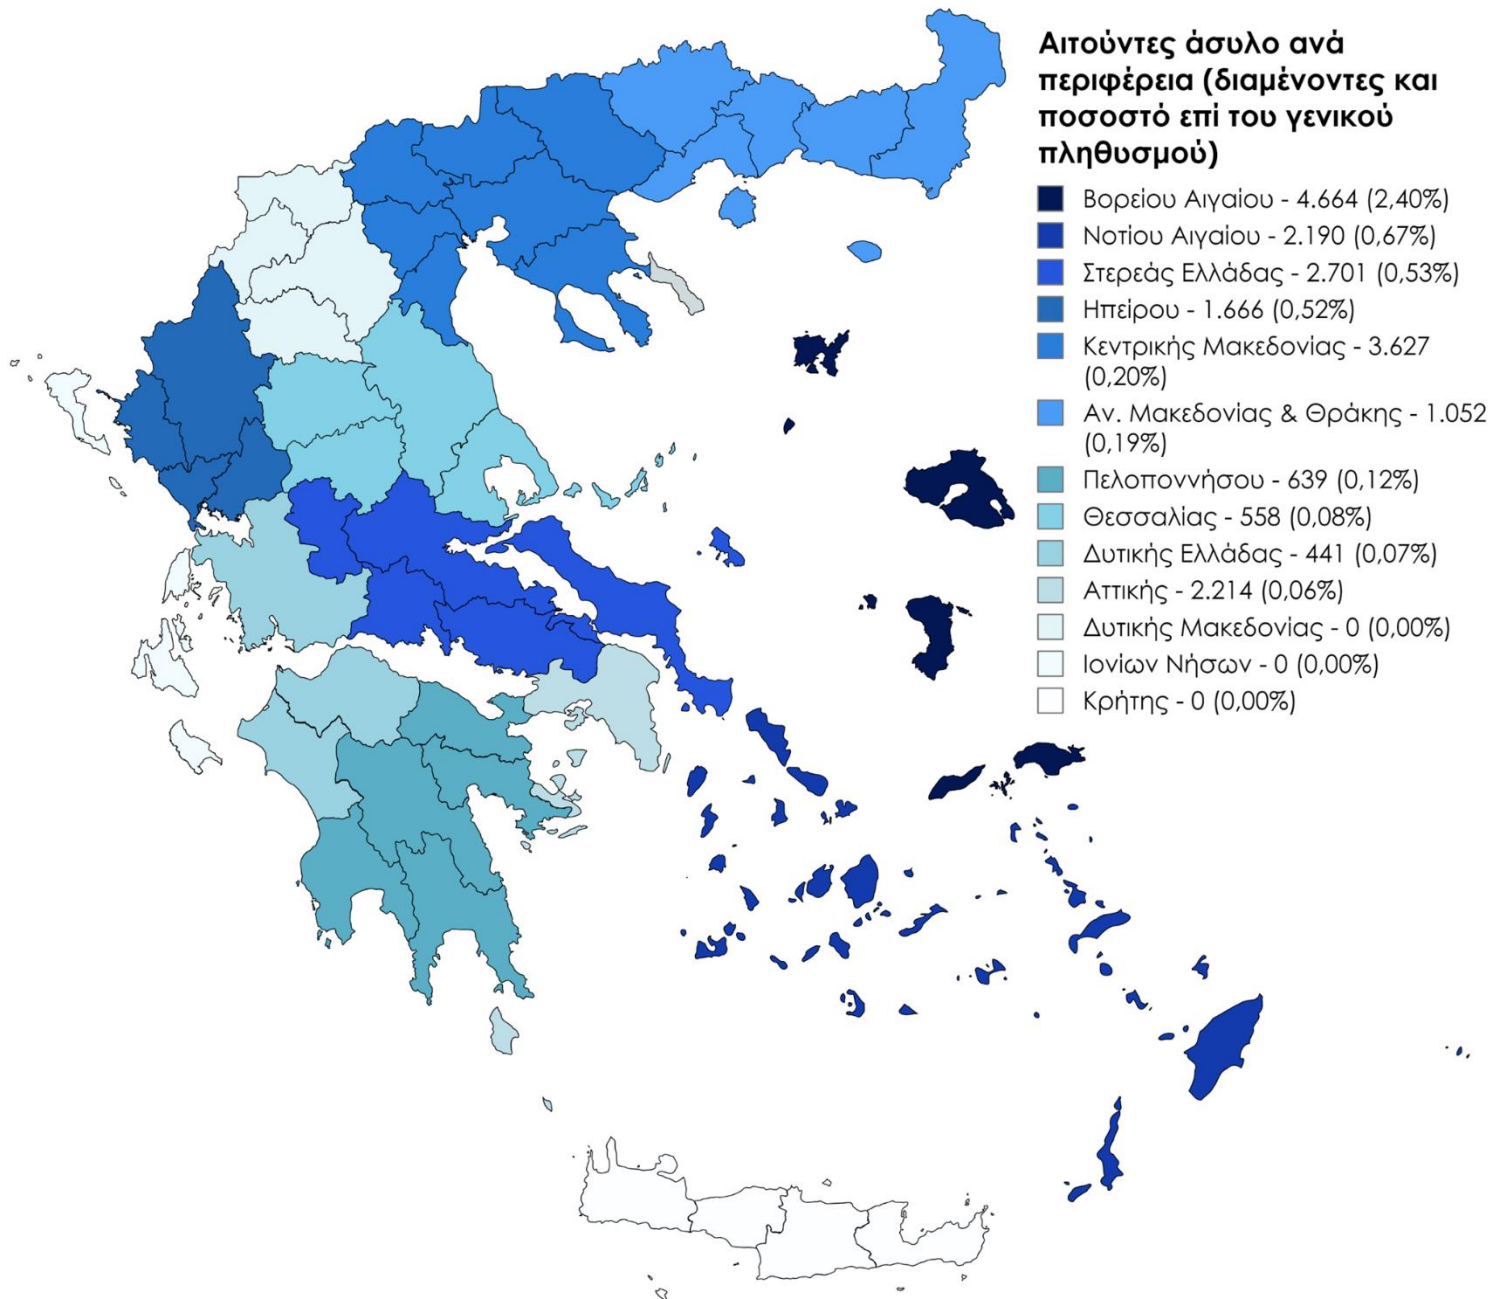 Αιτούντες άσυλο ανά
περιφέρεια (διαμένοντες και
ποσοστό επί του γενικού
πληθυσμού)
Βορείου Αιγαίου - 4.664 (2,40%)
Νοτίου Αιγαίου - 2.190 (0,67%)
Στερεάς Ελλάδας - 2.701 (0,53%)
Ηπείρου - 1.666 (0,52%)
Κεντρικής Μακεδονίας - 3.627
(0,20%)
Αν. Μακεδονίας & Θράκης - 1.052
(0,19%)
Πελοποννήσου - 639 (0,12%)
Θεσσαλίας - 558 (0,08%)
Δυτικής Ελλάδας - 441 (0,07%)
Αττικής - 2.214 (0,06%)
Δυτικής Μακεδονίας - 0 (0,00%)
Ιονίων Νήσων - 0 (0,00%)
Κρήτης - 0 (0,00%)